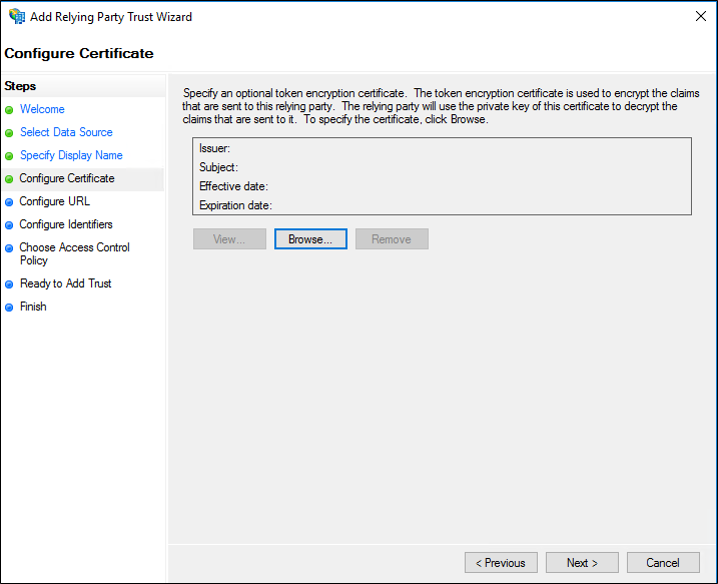 Add Relying Party Trust Wizard
Configure Certificate
Steps
Welcome
Select Data Source
Specify Display Name
Configure Certificate
Configure URL
Configure Identifiers
Choose Access Control
Policy
Ready to Add Trust
Finish
Specify an optional token encryption certificate. The token encryption certificate is used to encrypt the claims
that are sent to this relying party. The relying party will use the private key of this certificate to decrypt the
claims that are sent to it. To specify the certificate, click Browse.
Issuer:
Subject:
Effective date:
Expiration date:
View... Browse... Remove
< Previous Next > Cancel